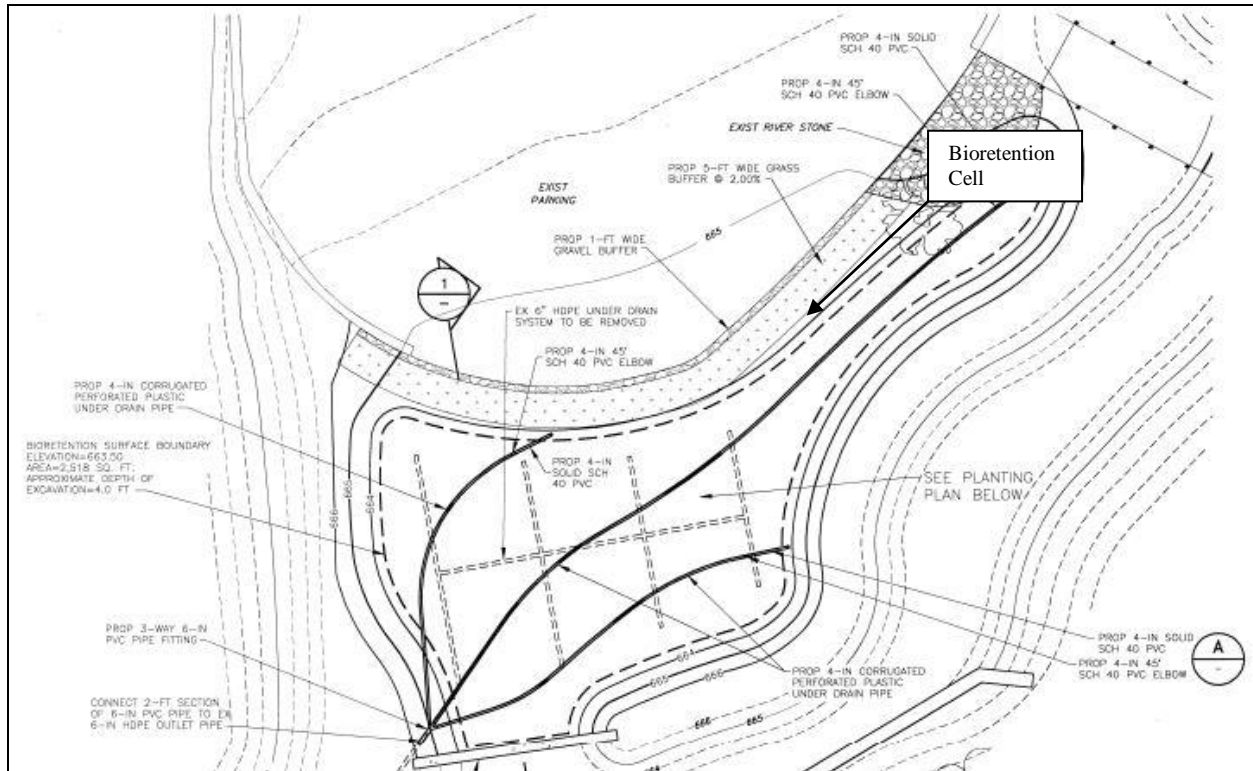 PROP 4-IN SOLID
SCH 40 PVC
PROP 4-IN 45°
SCH 40 PVC ELBOW
EXIST RIVER STONE
Bioretention
Cell
PROP 5-FT WIDE GRASS
BUFFER @ 2.00%
EXIST
PARKING
665
PROP 1-FT WIDE
GRAVEL BUFFER
1
-
EX 6" HDPE UNDER DRAIN
SYSTEM TO BE REMOVED
PROP 4-IN 45°
SCH 40 PVC ELBOW
PROP 4-IN CORRUGATED
PERFORATED PLASTIC
UNDER DRAIN PIPE
BIORETENTION SURFACE BOUNDARY
ELEVATION=663.50
AREA=2,518 SQ. FT.
APPROXIMATE DEPTH OF
EXCAVATION=4.0 FT
PROP 4-IN
SOLID SCH
40 PVC
SEE PLANTING
PLAN BELOW
666
665
664
PROP 3-WAY 6-IN
PVC PIPE FITTING
CONNECT 2-FT SECTION
OF 6-IN PVC PIPE TO EX
6-IN HDPE OUTLET PIPE
664
665
666
PROP 4-IN CORRUGATED
PERFORATED PLASTIC
UNDER DRAIN PIPE
PROP 4-IN SOLID
SCH 40 PVC
PROP 4-IN 45°
SCH 40 PVC ELBOW
A
-
666
665
664